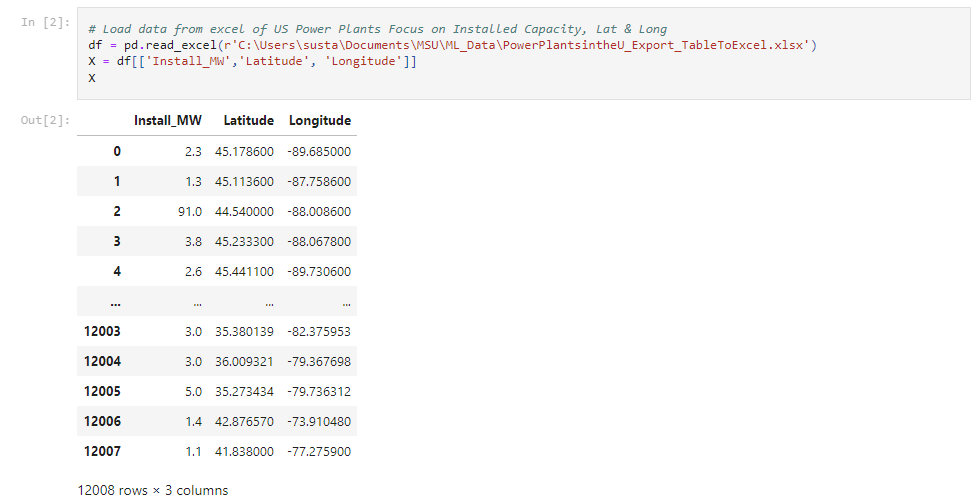 In [2]:
# Load data from excel of US Power Plants Focus on Installed Capacity, Lat & Long
df = pd.read_excel(r'C:\Users\susta\Documents\MSU\ML_Data\PowerPlantsintheU_Export_TableToExcel.xlsx')
X = df[['Install_MW','Latitude', 'Longitude']]
X
Out[2]:
Install_MW Latitude Longitude
0 2.3 45.178600 -89.685000
1 1.3 45.113600 -87.758600
2 91.0 44.540000 -88.008600
3 3.8 45.233300 -88.067800
4 2.6 45.441100 -89.730600
... ... ... ...
12003 3.0 35.380139 -82.375953
12004 3.0 36.009321 -79.367698
12005 5.0 35.273434 -79.736312
12006 1.4 42.876570 -73.910480
12007 1.1 41.838000 -77.275900
12008 rows × 3 columns